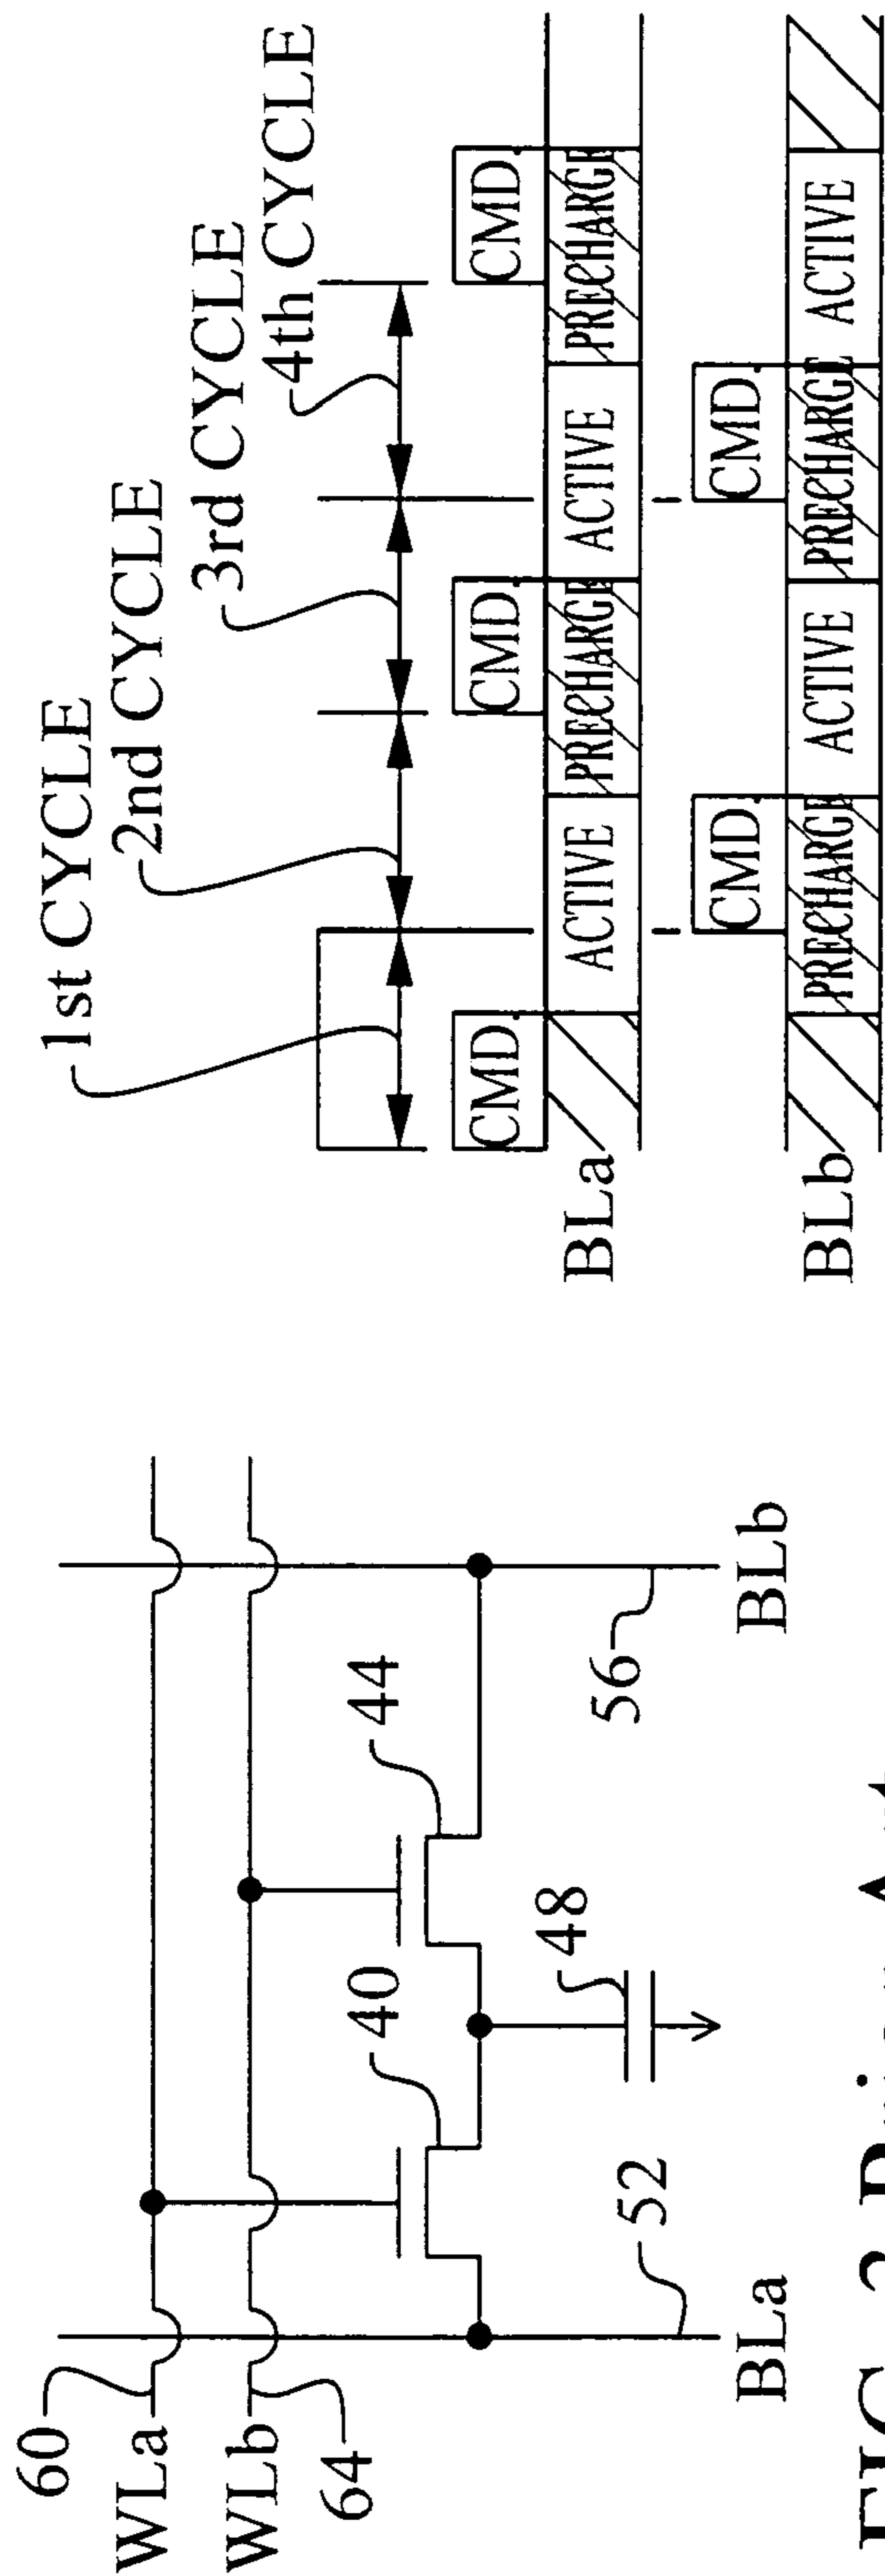 60
WLa
WLb
64
40
44
48
52
56
BLa
BLb
1st CYCLE
2nd CYCLE
3rd CYCLE
4th CYCLE
CMD.
CMD.
CMD.
BLa
ACTIVE
PRECHARGE
ACTIVE
PRECHARGE
CMD.
CMD.
BLb
PRECHARGE
ACTIVE
PRECHARGE
ACTIVE